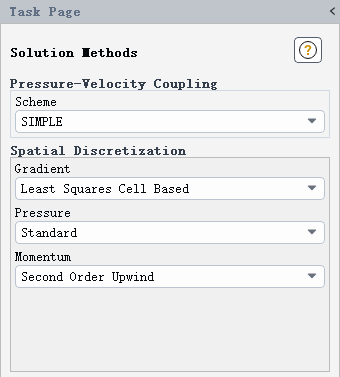 Task Page
<
Solution Methods
?
Pressure-Velocity Coupling
Scheme
SIMPLE
Spatial Discretization
Gradient
Least Squares Cell Based
Pressure
Standard
Momentum
Second Order Upwind